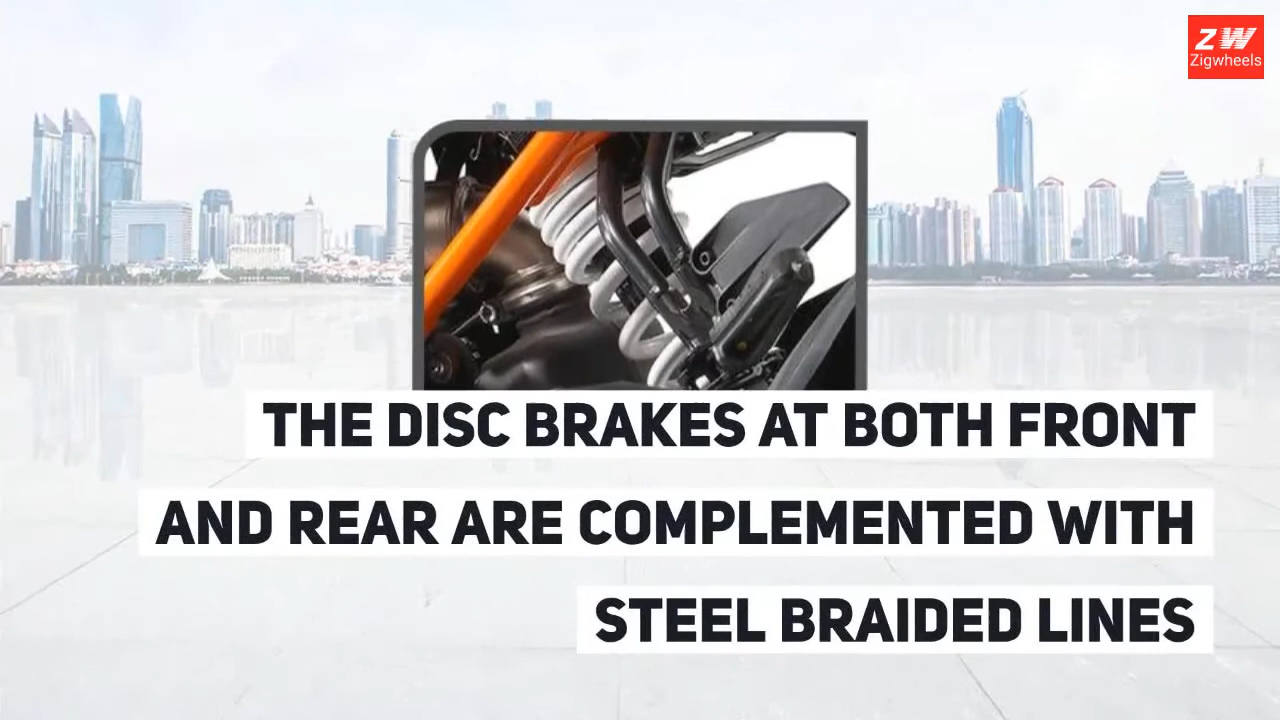 ZW
Zigwheels
THE DISC BRAKES AT BOTH FRONT
AND REAR ARE COMPLEMENTED WITH
STEEL BRAIDED LINES